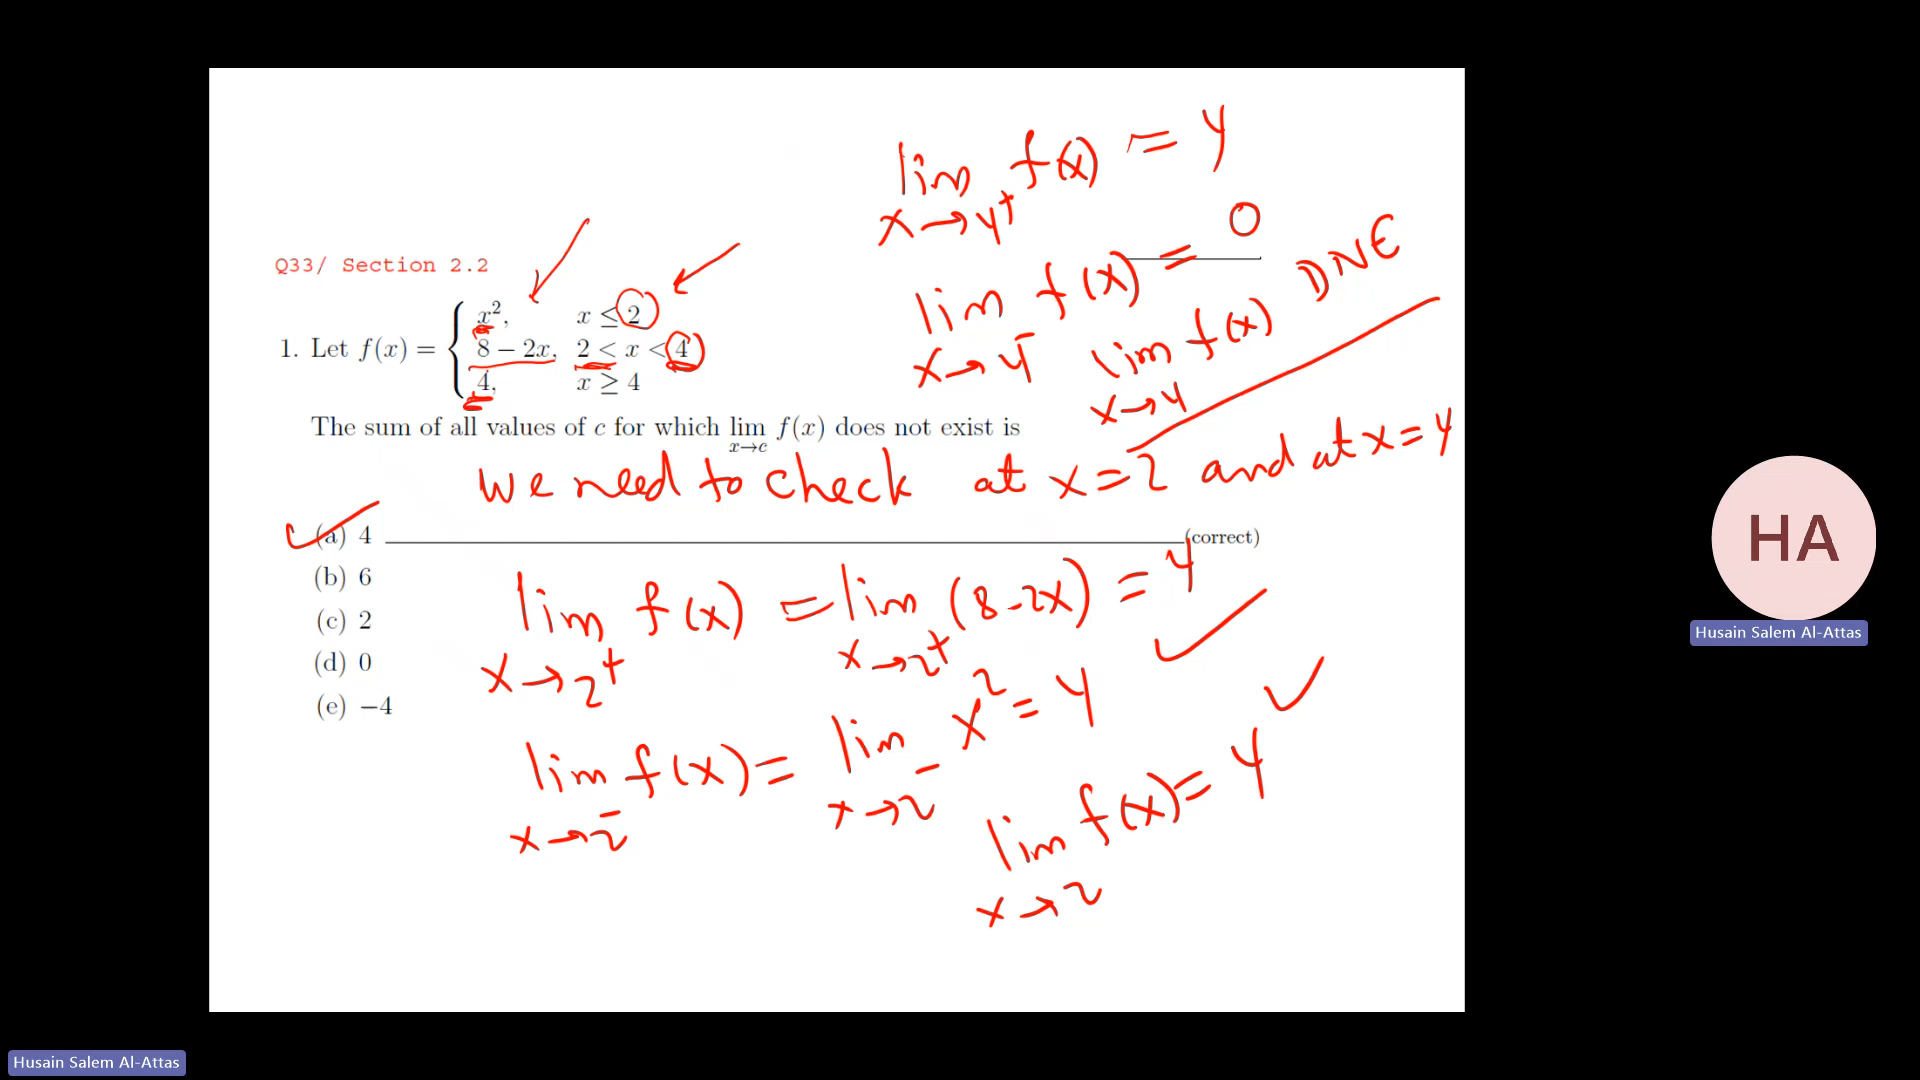 lim f(x) = 4
x→4⁺
lim f(x) = 0
x→4⁻
lim f(x) DNE
x→4
Q33/ Section 2.2
1. Let f(x) = { x², x ≤ 2
8 − 2x, 2 < x < 4
4, x ≥ 4
The sum of all values of c for which lim f(x) does not exist is
x→c
We need to check at x=2 and at x=4
(a) 4 (correct)
(b) 6
(c) 2
(d) 0
(e) −4
lim f(x) = lim (8-2x) = 4
x→2⁺ x→2⁺
lim f(x) = lim x² = 4
x→2⁻ x→2⁻
lim f(x) = 4
x→2
HA
Husain Salem Al-Attas
Husain Salem Al-Attas